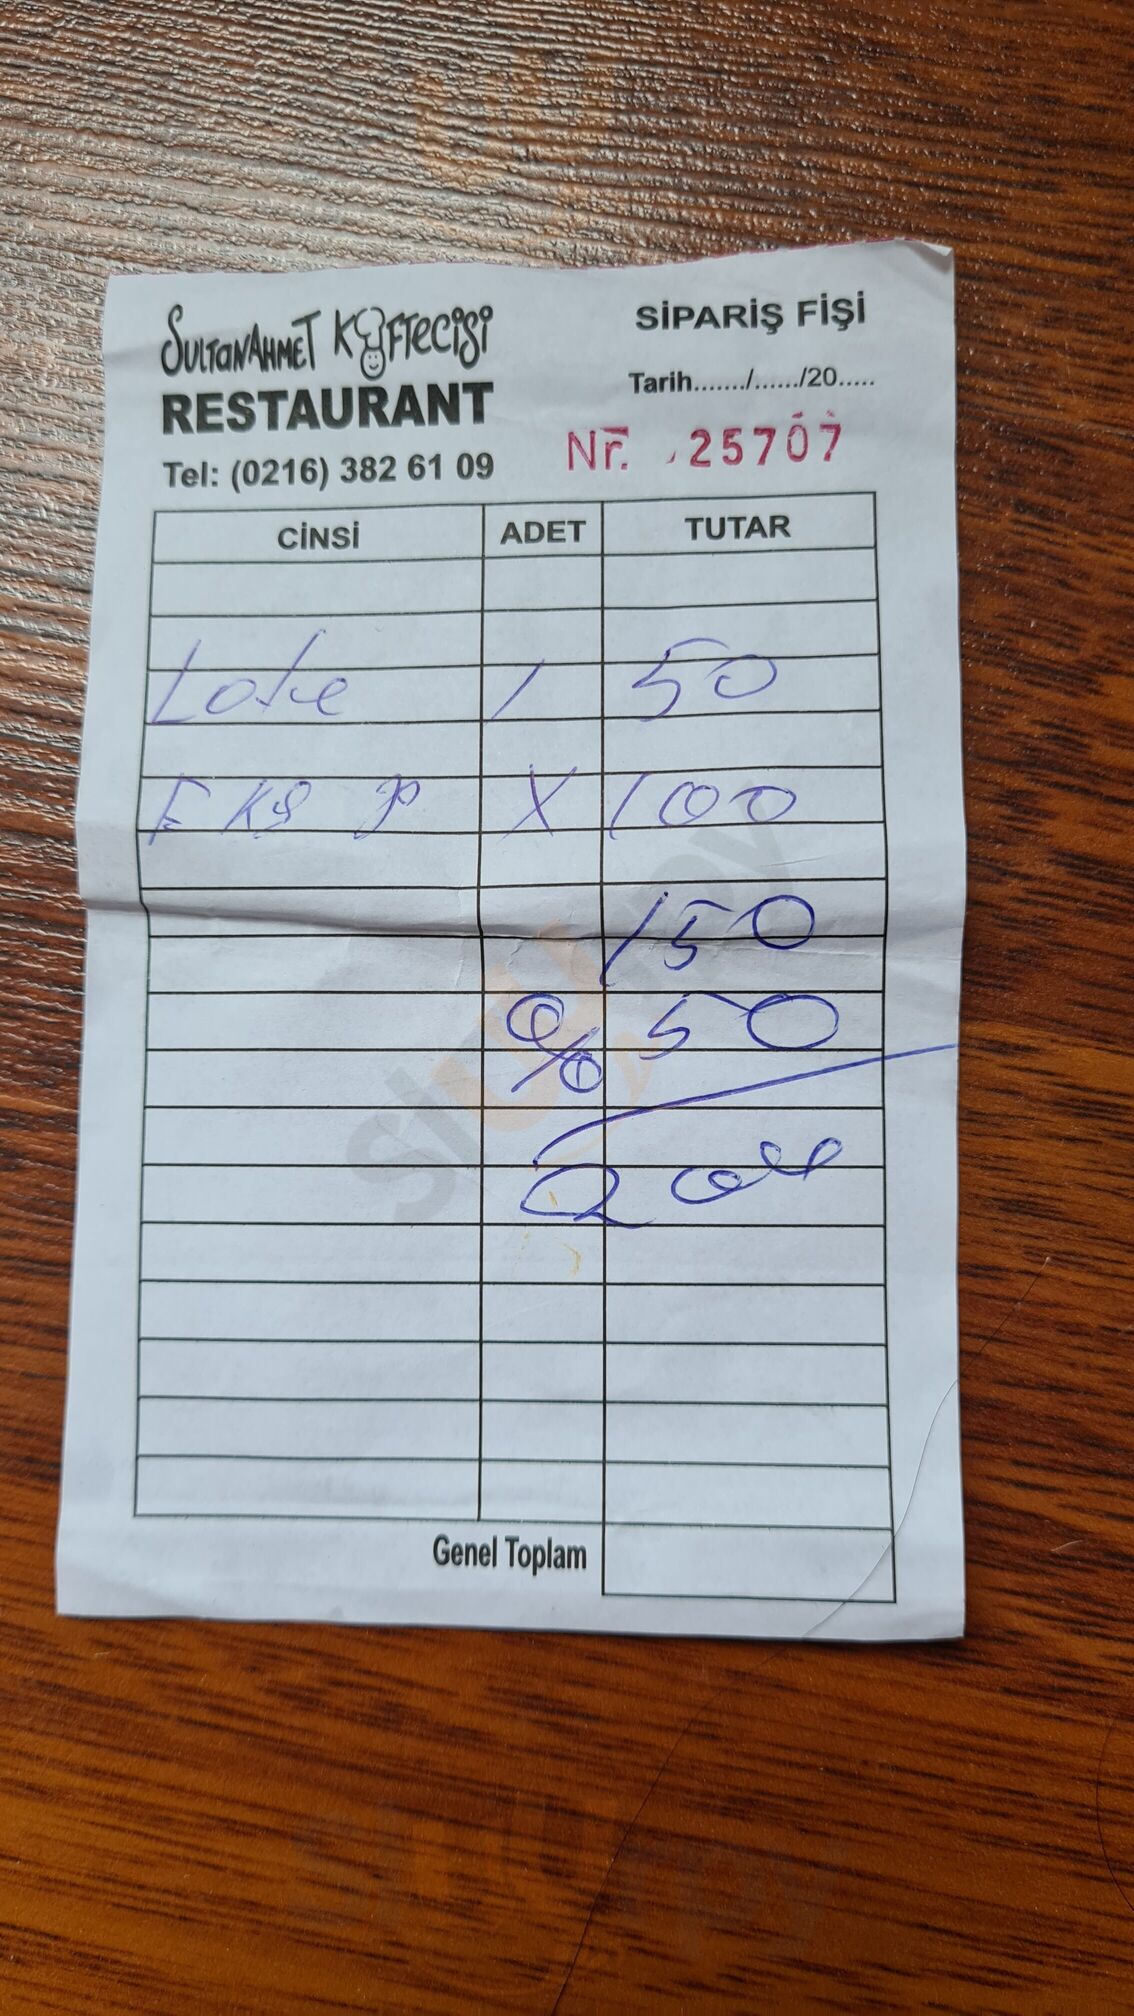 SULTANAHMET KÖFTECİSİ
RESTAURANT
Tel: (0216) 382 61 09
SİPARİŞ FİŞİ
Tarih......./....../20.....
Nr. 25707
CİNSİ ADET TUTAR
Late 1 50
X 100
150
% 50
200
Genel Toplam